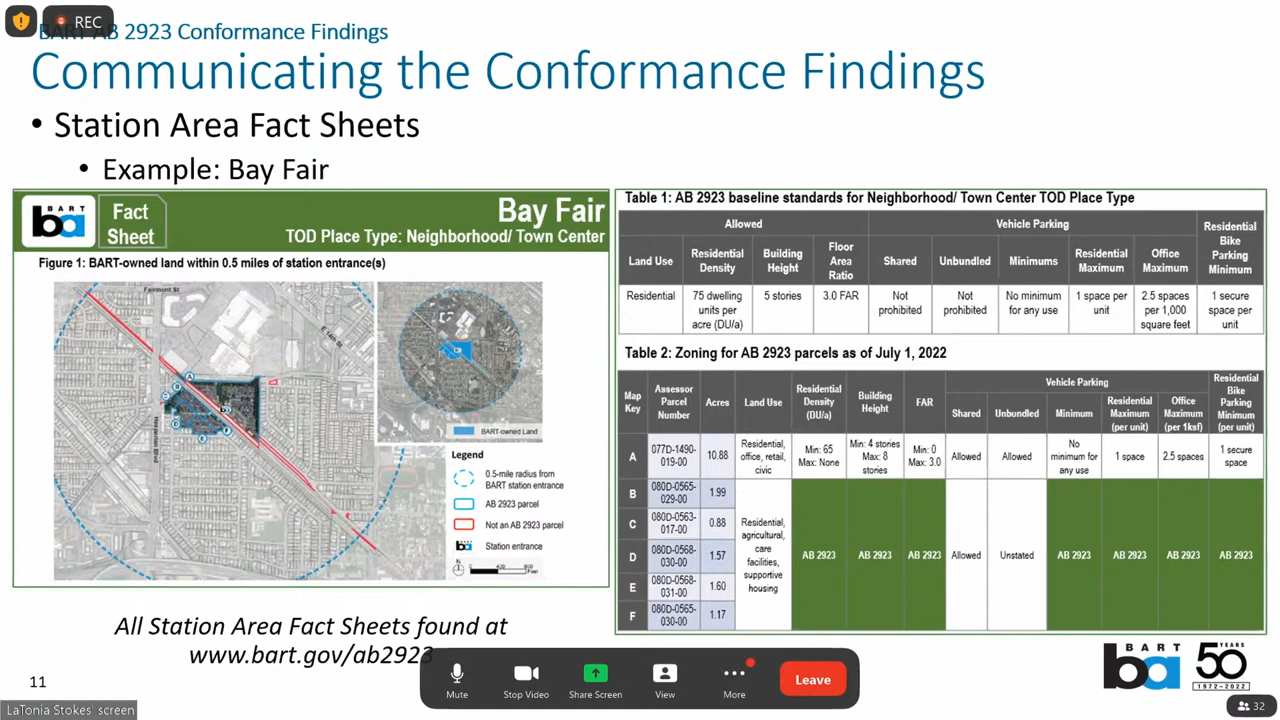 REC
BART AB 2923 Conformance Findings
Communicating the Conformance Findings
• Station Area Fact Sheets
• Example: Bay Fair
BART
ba
Fact
Sheet
Bay Fair
TOD Place Type: Neighborhood/ Town Center
Figure 1: BART-owned land within 0.5 miles of station entrance(s)
Fairmont St
E 14th St
Hesperian Blvd
A
B
C
D
E
F
BART-owned Land
Legend
0.5-mile radius from
BART station entrance
AB 2923 parcel
Not an AB 2923 parcel
Station entrance
N
0 400 800
Feet
Table 1: AB 2923 baseline standards for Neighborhood/ Town Center TOD Place Type
Allowed Vehicle Parking Residential Bike Parking Minimum
Land Use Residential Density Building Height Floor Area Ratio Shared Unbundled Minimums Residential Maximum Office Maximum
Residential 75 dwelling units per acre (DU/a) 5 stories 3.0 FAR Not prohibited Not prohibited No minimum for any use 1 space per unit 2.5 spaces per 1,000 square feet 1 secure space per unit
Table 2: Zoning for AB 2923 parcels as of July 1, 2022
Map Key Assessor Parcel Number Acres Land Use Residential Density (DU/a) Building Height FAR Vehicle Parking Residential Bike Parking Minimum (per unit)
Shared Unbundled Minimum Residential Maximum (per unit) Office Maximum (per 1ksf)
A 077D-1490-019-00 10.88 Residential, office, retail, civic Min: 65 Max: None Min: 4 stories Max: 8 stories Min: 0 Max: 3.0 Allowed Allowed No minimum for any use 1 space 2.5 spaces 1 secure space
B 080D-0565-029-00 1.99
C 080D-0563-017-00 0.88
D 080D-0568-030-00 1.57 Residential, agricultural, care facilities, supportive housing AB 2923 AB 2923 AB 2923 Allowed Unstated AB 2923 AB 2923 AB 2923 AB 2923
E 080D-0568-031-00 1.60
F 080D-0565-030-00 1.17
All Station Area Fact Sheets found at
www.bart.gov/ab2923
11
Mute
Stop Video
Share Screen
View
More
Leave
BART
ba
50
YEARS
1972-2022
LaTonia Stokes' screen
32